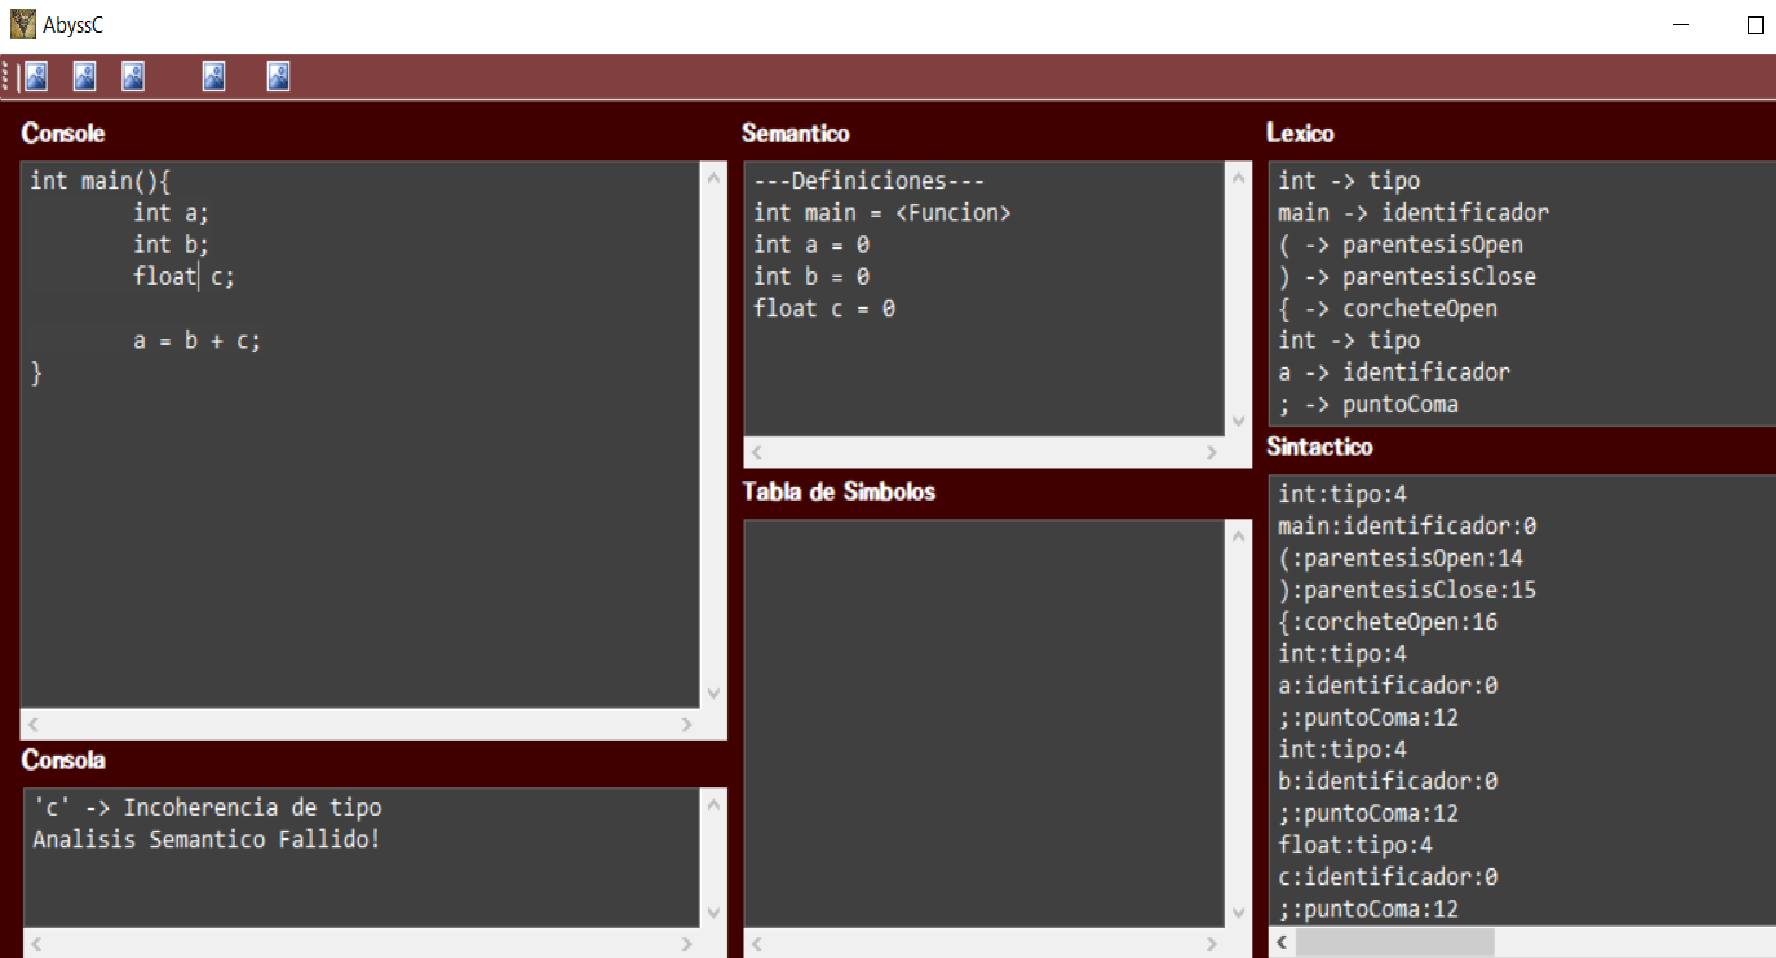 AbyssC
Console
int main(){
int a;
int b;
float c;
a = b + c;
}
Consola
'c' -> Incoherencia de tipo
Analisis Semantico Fallido!
Semantico
---Definiciones---
int main = <Funcion>
int a = 0
int b = 0
float c = 0
Tabla de Simbolos
Lexico
int -> tipo
main -> identificador
( -> parentesisOpen
) -> parentesisClose
{ -> corcheteOpen
int -> tipo
a -> identificador
; -> puntoComa
Sintactico
int:tipo:4
main:identificador:0
(:parentesisOpen:14
):parentesisClose:15
{:corcheteOpen:16
int:tipo:4
a:identificador:0
;:puntoComa:12
int:tipo:4
b:identificador:0
;:puntoComa:12
float:tipo:4
c:identificador:0
;:puntoComa:12